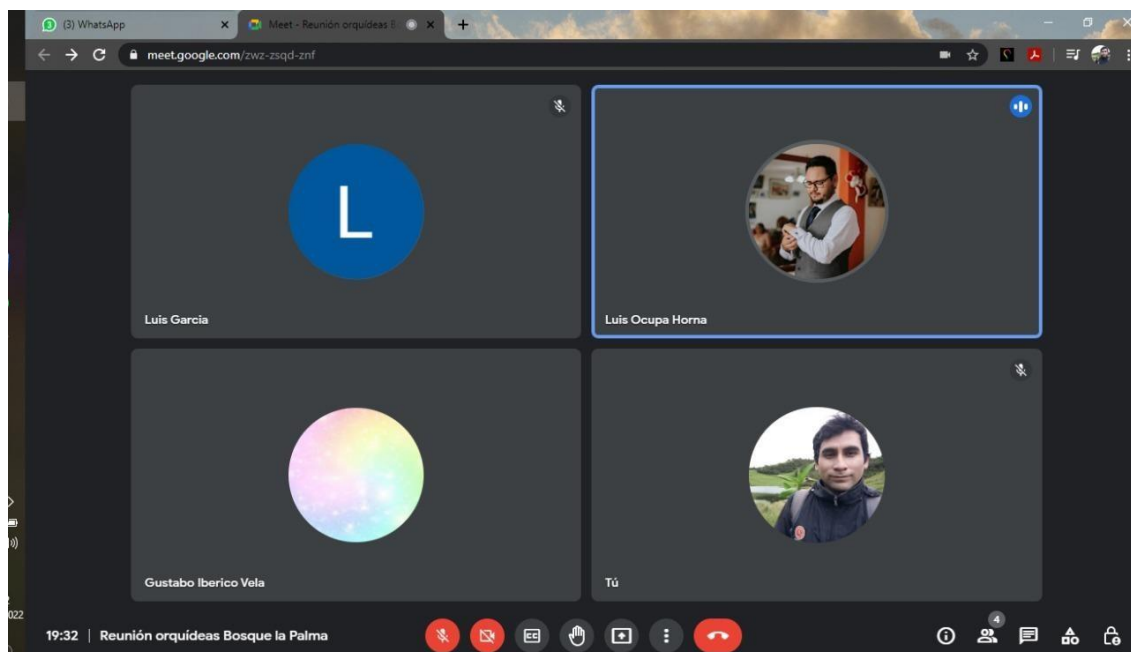 (3) WhatsApp
Meet - Reunión orquídeas B
meet.google.com/zwz-zsqd-znf
L
Luis Garcia
Luis Ocupa Horna
Gustabo Iberico Vela
Tú
022
19:32 | Reunión orquídeas Bosque la Palma
CC
4